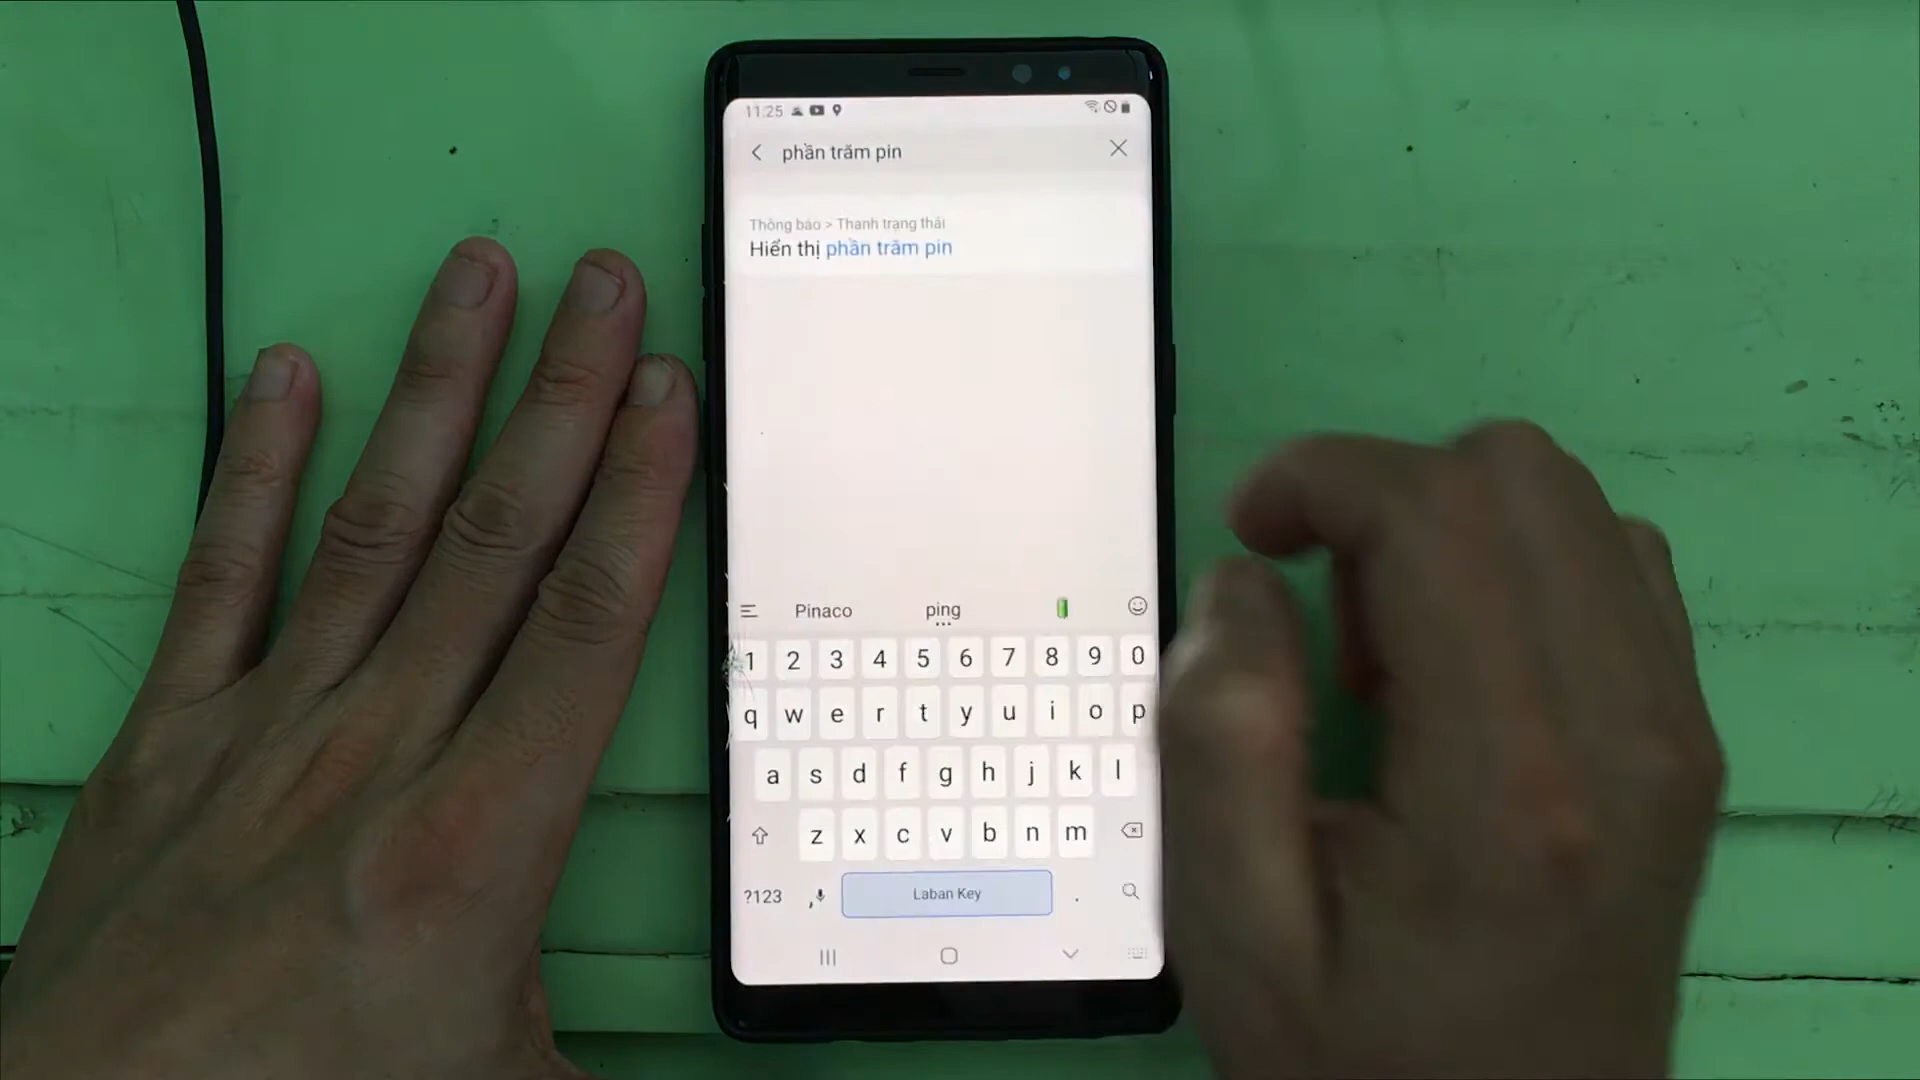 11:25
phần trăm pin
Thông báo > Thanh trạng thái
Hiển thị phần trăm pin
Pinaco ping
1 2 3 4 5 6 7 8 9 0
q w e r t y u i o p
a s d f g h j k l
z x c v b n m
?123 , Laban Key .